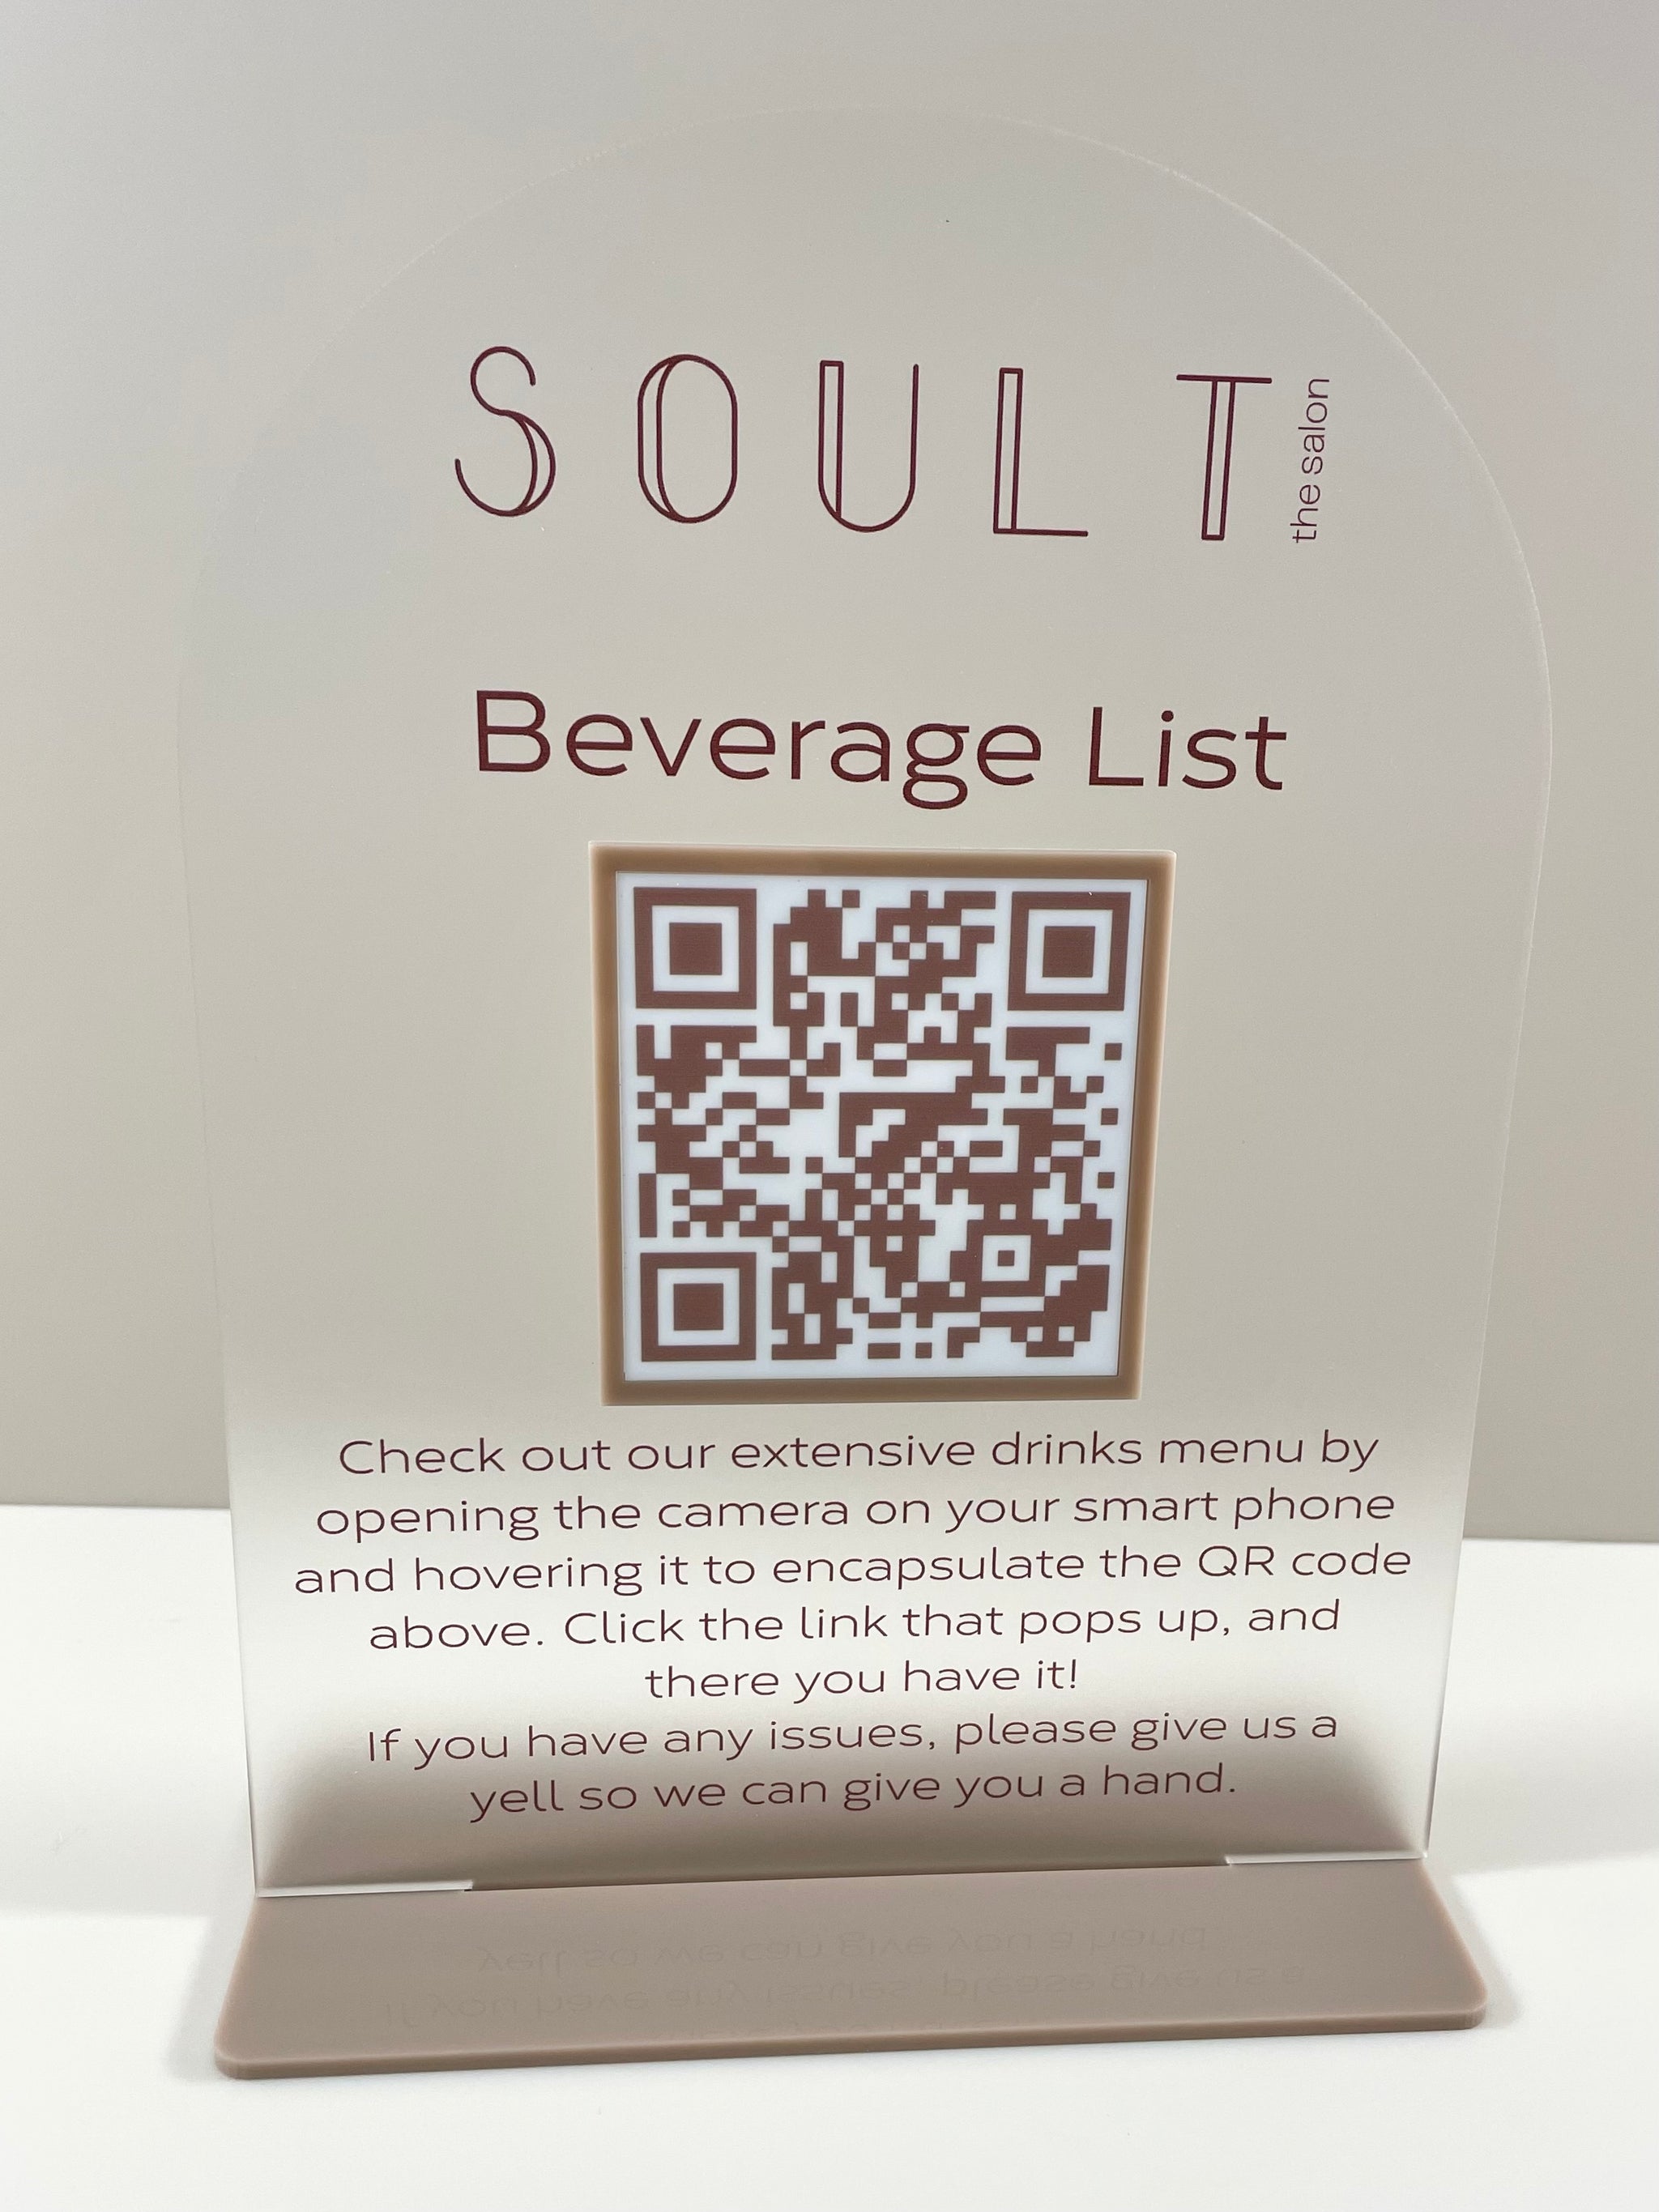 SOULT
the salon
Beverage List
Check out our extensive drinks menu by
opening the camera on your smart phone
and hovering it to encapsulate the QR code
above. Click the link that pops up, and
there you have it!
If you have any issues, please give us a
yell so we can give you a hand.